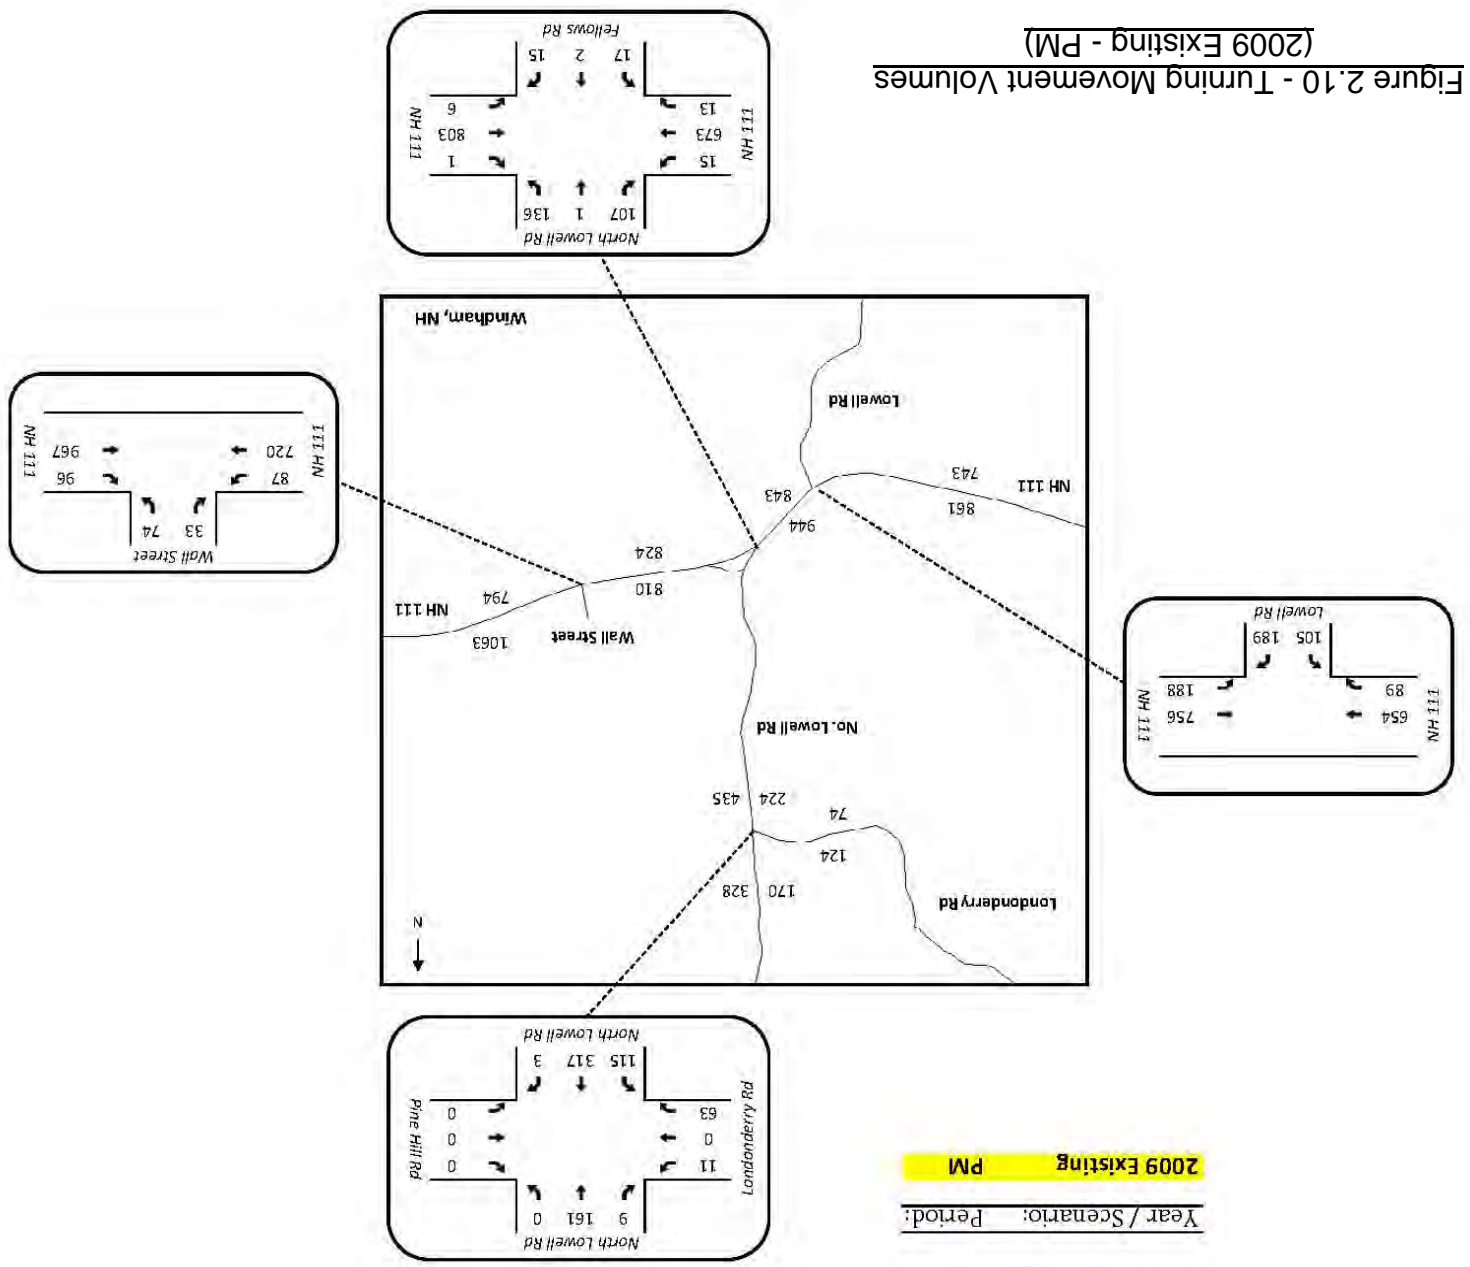 Year / Scenario: Period:
2009 Existing PM
North Lowell Rd
9 161 0
Londonderry Rd
11 0
0 0
63 0
Pine Hill Rd
115 317 3
North Lowell Rd
N
Londonderry Rd
170 328
124
74
224 435
No. Lowell Rd
Wall Street
1063
NH 111
794
810
824
944
843
NH 111
861
743
Lowell Rd
Windham, NH
NH 111
654 756
89 188
NH 111
105 189
Lowell Rd
Wall Street
33 74
NH 111
87 96
720 967
NH 111
North Lowell Rd
107 1 136
NH 111
15 1
673 803
13 6
NH 111
17 2 15
Fellows Rd
Figure 2.10 - Turning Movement Volumes
(2009 Existing - PM)